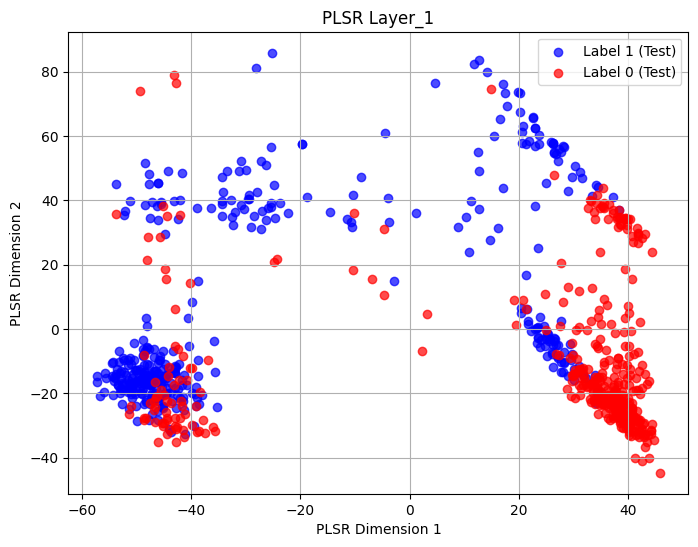 PLSR Layer_1
Label 1 (Test)
Label 0 (Test)
80
60
40
20
0
−20
−40
−60
−40
−20
0
20
40
PLSR Dimension 2
PLSR Dimension 1